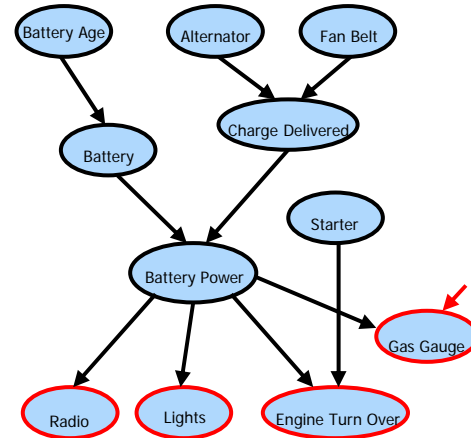 Battery Age
Alternator
Fan Belt
Charge Delivered
Battery
Starter
Battery Power
Gas Gauge
Radio
Lights
Engine Turn Over